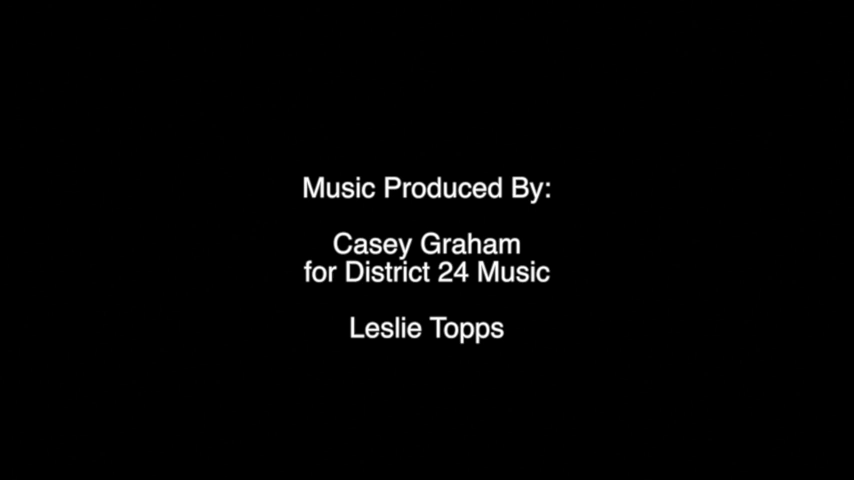 Music Produced By:
Casey Graham
for District 24 Music
Leslie Topps